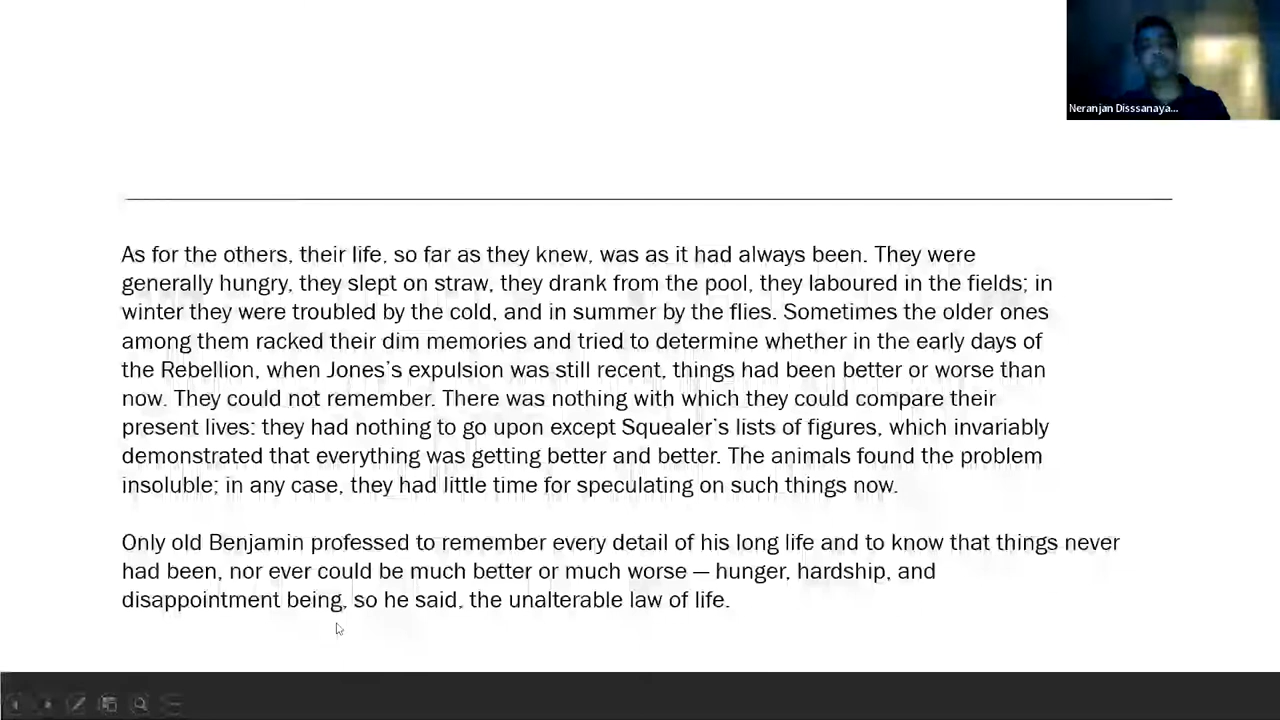 Neranjan Disssanaya...
As for the others, their life, so far as they knew, was as it had always been. They were
generally hungry, they slept on straw, they drank from the pool, they laboured in the fields; in
winter they were troubled by the cold, and in summer by the flies. Sometimes the older ones
among them racked their dim memories and tried to determine whether in the early days of
the Rebellion, when Jones's expulsion was still recent, things had been better or worse than
now. They could not remember. There was nothing with which they could compare their
present lives: they had nothing to go upon except Squealer's lists of figures, which invariably
demonstrated that everything was getting better and better. The animals found the problem
insoluble; in any case, they had little time for speculating on such things now.
Only old Benjamin professed to remember every detail of his long life and to know that things never
had been, nor ever could be much better or much worse — hunger, hardship, and
disappointment being, so he said, the unalterable law of life.